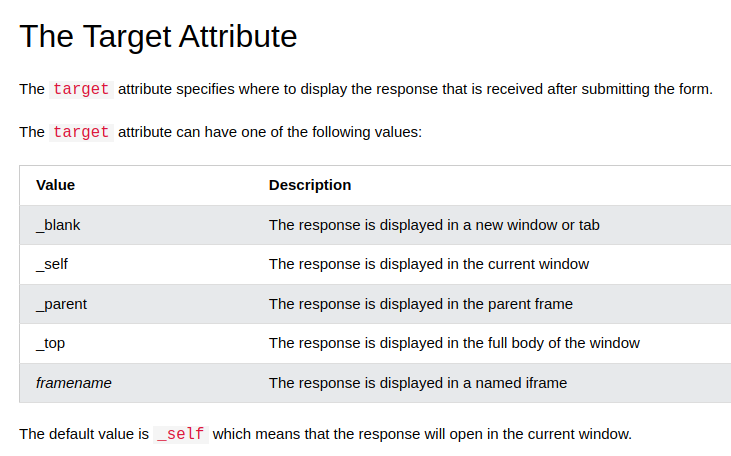 The Target Attribute
The target attribute specifies where to display the response that is received after submitting the form.
The target attribute can have one of the following values:
Value Description
_blank The response is displayed in a new window or tab
_self The response is displayed in the current window
_parent The response is displayed in the parent frame
_top The response is displayed in the full body of the window
framename The response is displayed in a named iframe
The default value is _self which means that the response will open in the current window.